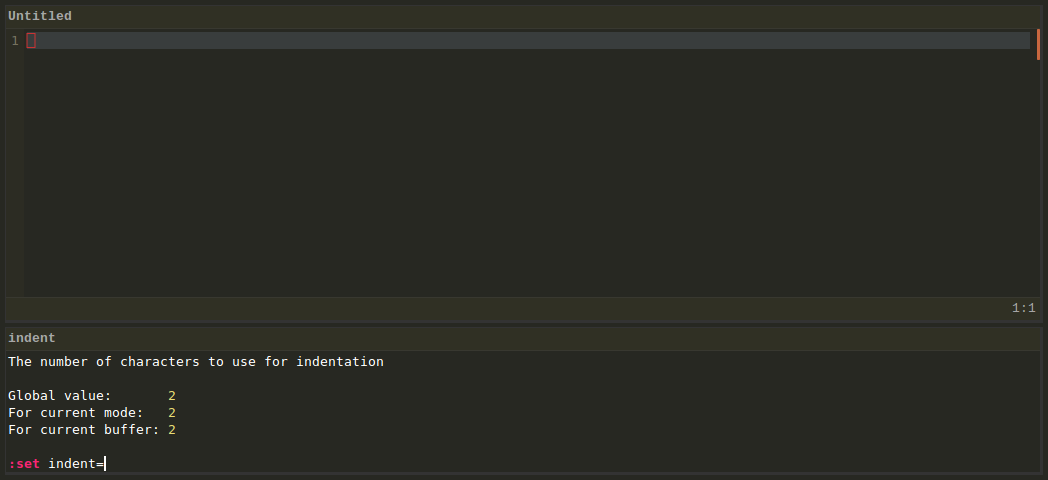 Untitled
1
1:1
indent
The number of characters to use for indentation
Global value: 2
For current mode: 2
For current buffer: 2
:set indent=